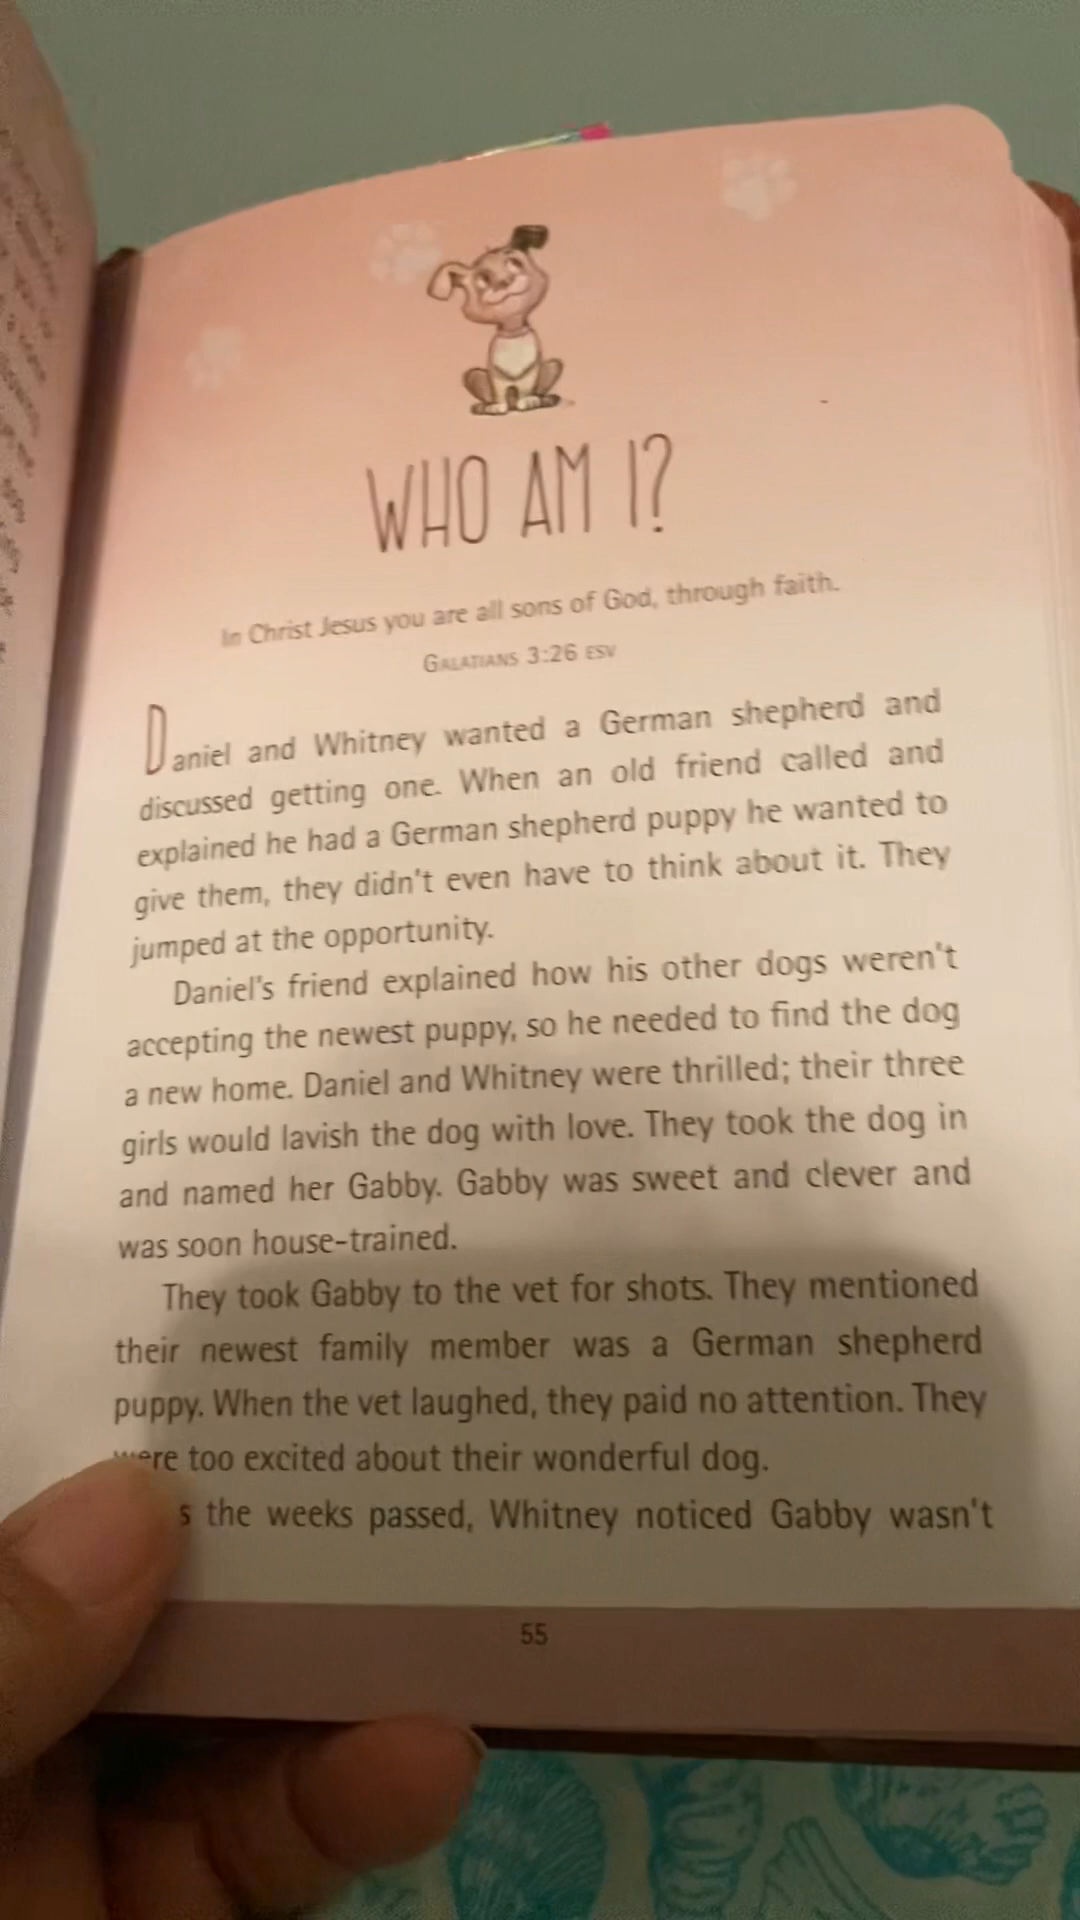 WHO AM I?
In Christ Jesus you are all sons of God, through faith.
GALATIANS 3:26 ESV
Daniel and Whitney wanted a German shepherd and
discussed getting one. When an old friend called and
explained he had a German shepherd puppy he wanted to
give them, they didn't even have to think about it. They
jumped at the opportunity.
Daniel's friend explained how his other dogs weren't
accepting the newest puppy, so he needed to find the dog
a new home. Daniel and Whitney were thrilled; their three
girls would lavish the dog with love. They took the dog in
and named her Gabby. Gabby was sweet and clever and
was soon house-trained.
They took Gabby to the vet for shots. They mentioned
their newest family member was a German shepherd
puppy. When the vet laughed, they paid no attention. They
were too excited about their wonderful dog.
s the weeks passed, Whitney noticed Gabby wasn't
55